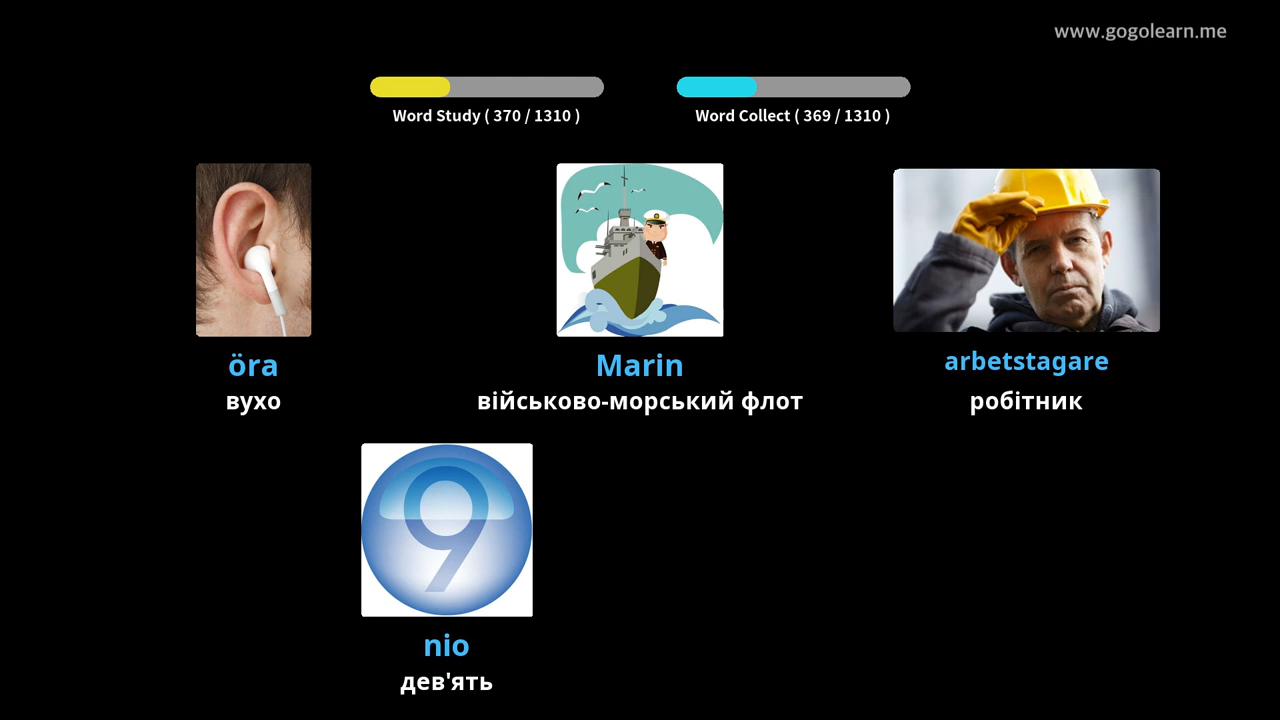 www.gogolearn.me
Word Study ( 370 / 1310 )
Word Collect ( 369 / 1310 )
öra
Marin
arbetstagare
вухо
військово-морський флот
робітник
9
nio
дев'ять